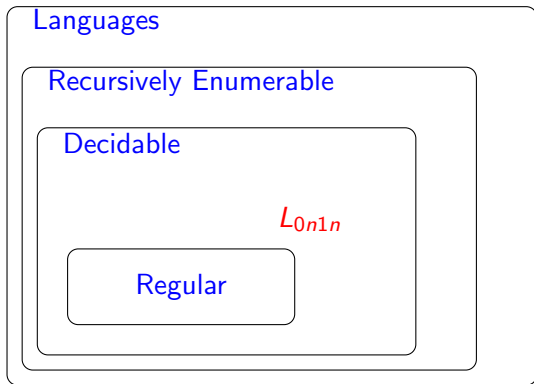 Languages
Recursively Enumerable
Decidable
L0n1n
Regular